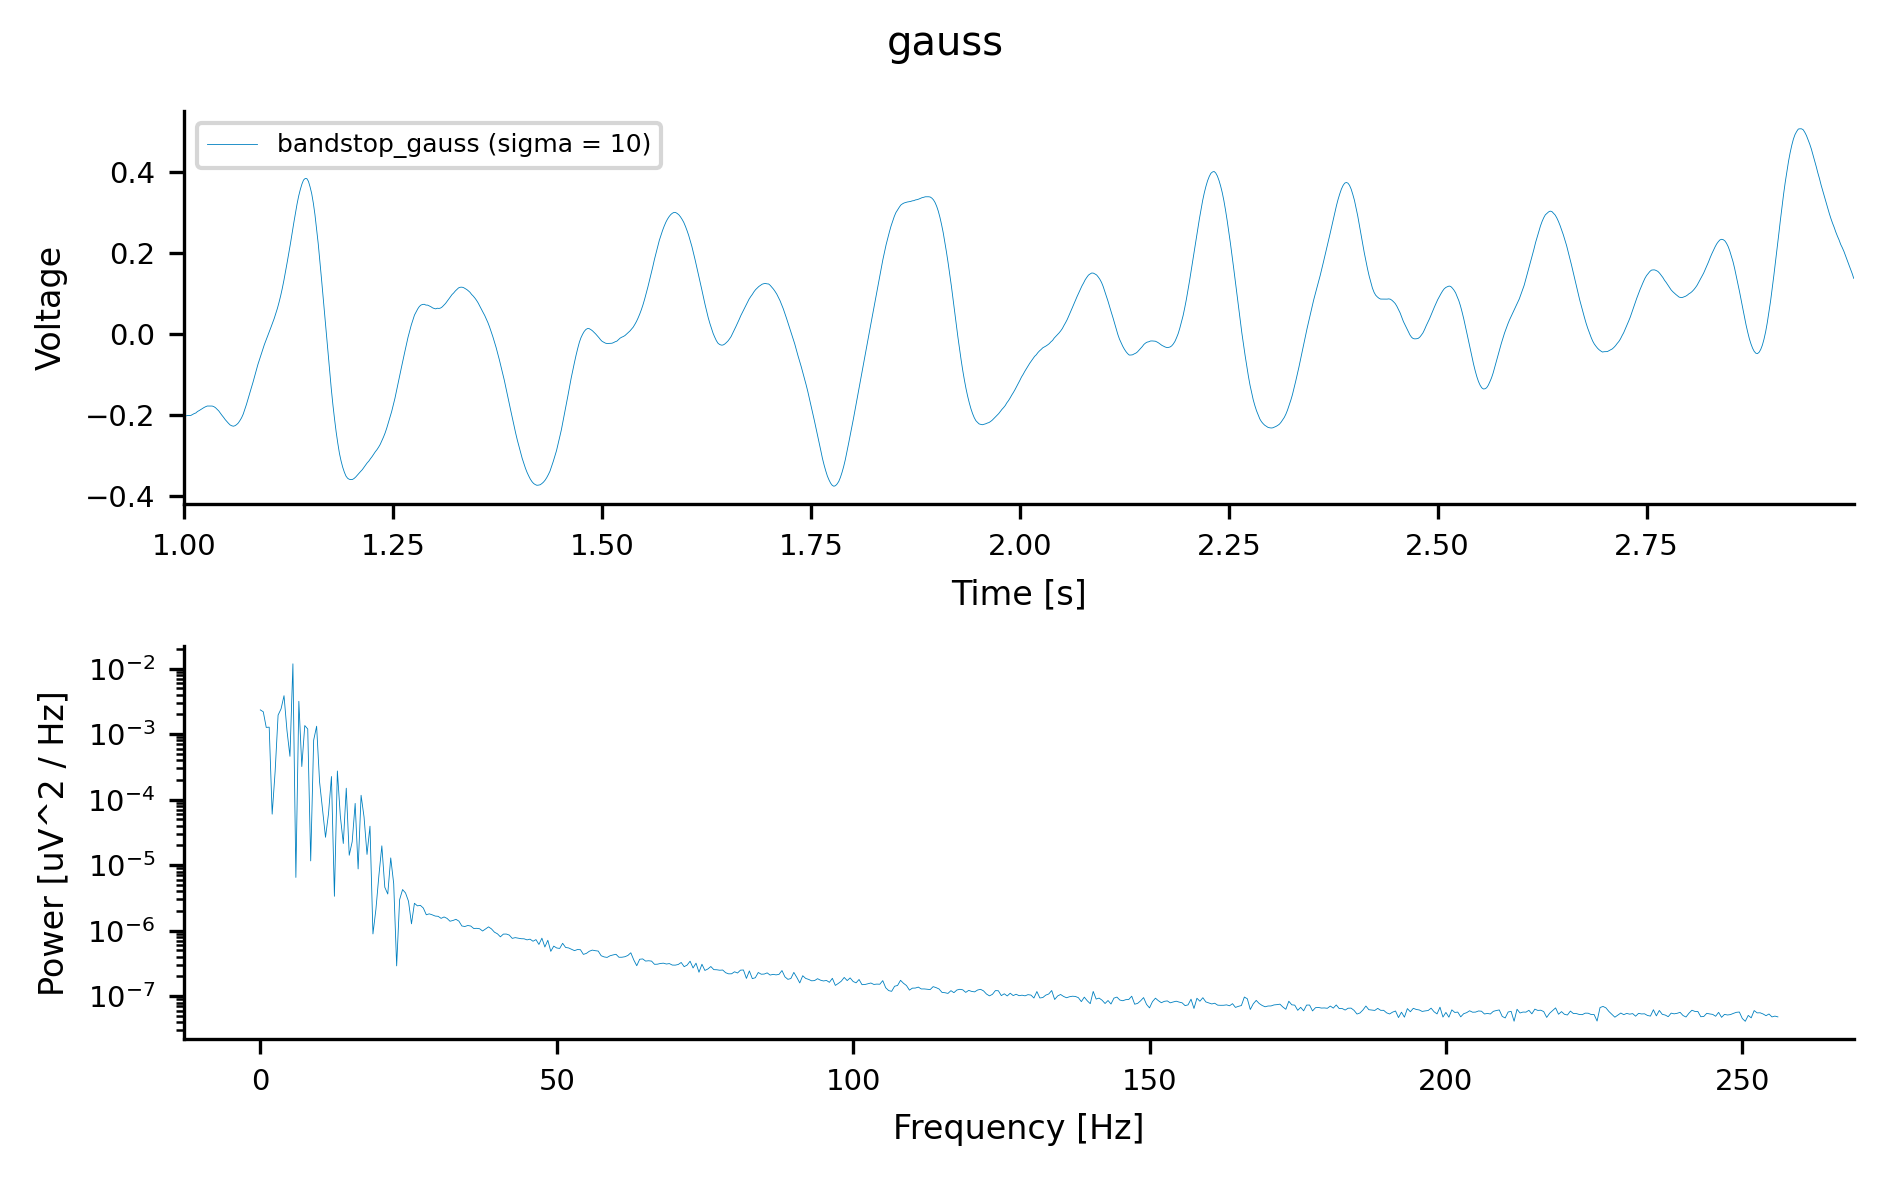 gauss
bandstop_gauss (sigma = 10)
Voltage
0.4
0.2
0.0
−0.2
−0.4
1.00 1.25 1.50 1.75 2.00 2.25 2.50 2.75
Time [s]
Power [uV^2 / Hz]
10⁻²
10⁻³
10⁻⁴
10⁻⁵
10⁻⁶
10⁻⁷
0 50 100 150 200 250
Frequency [Hz]